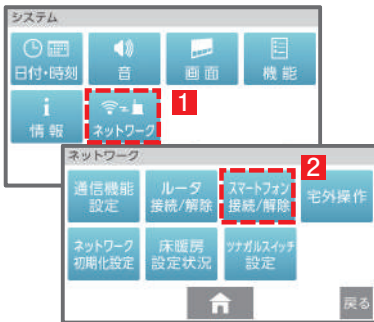 システム
日付・時刻
音
画面
機能
i
情報
ネットワーク
1
ネットワーク
2
通信機能
設定
ルータ
接続/解除
スマートフォン
接続/解除
宅外操作
ネットワーク
初期化設定
床暖房
設定状況
ツナガルスイッチ
設定
戻る